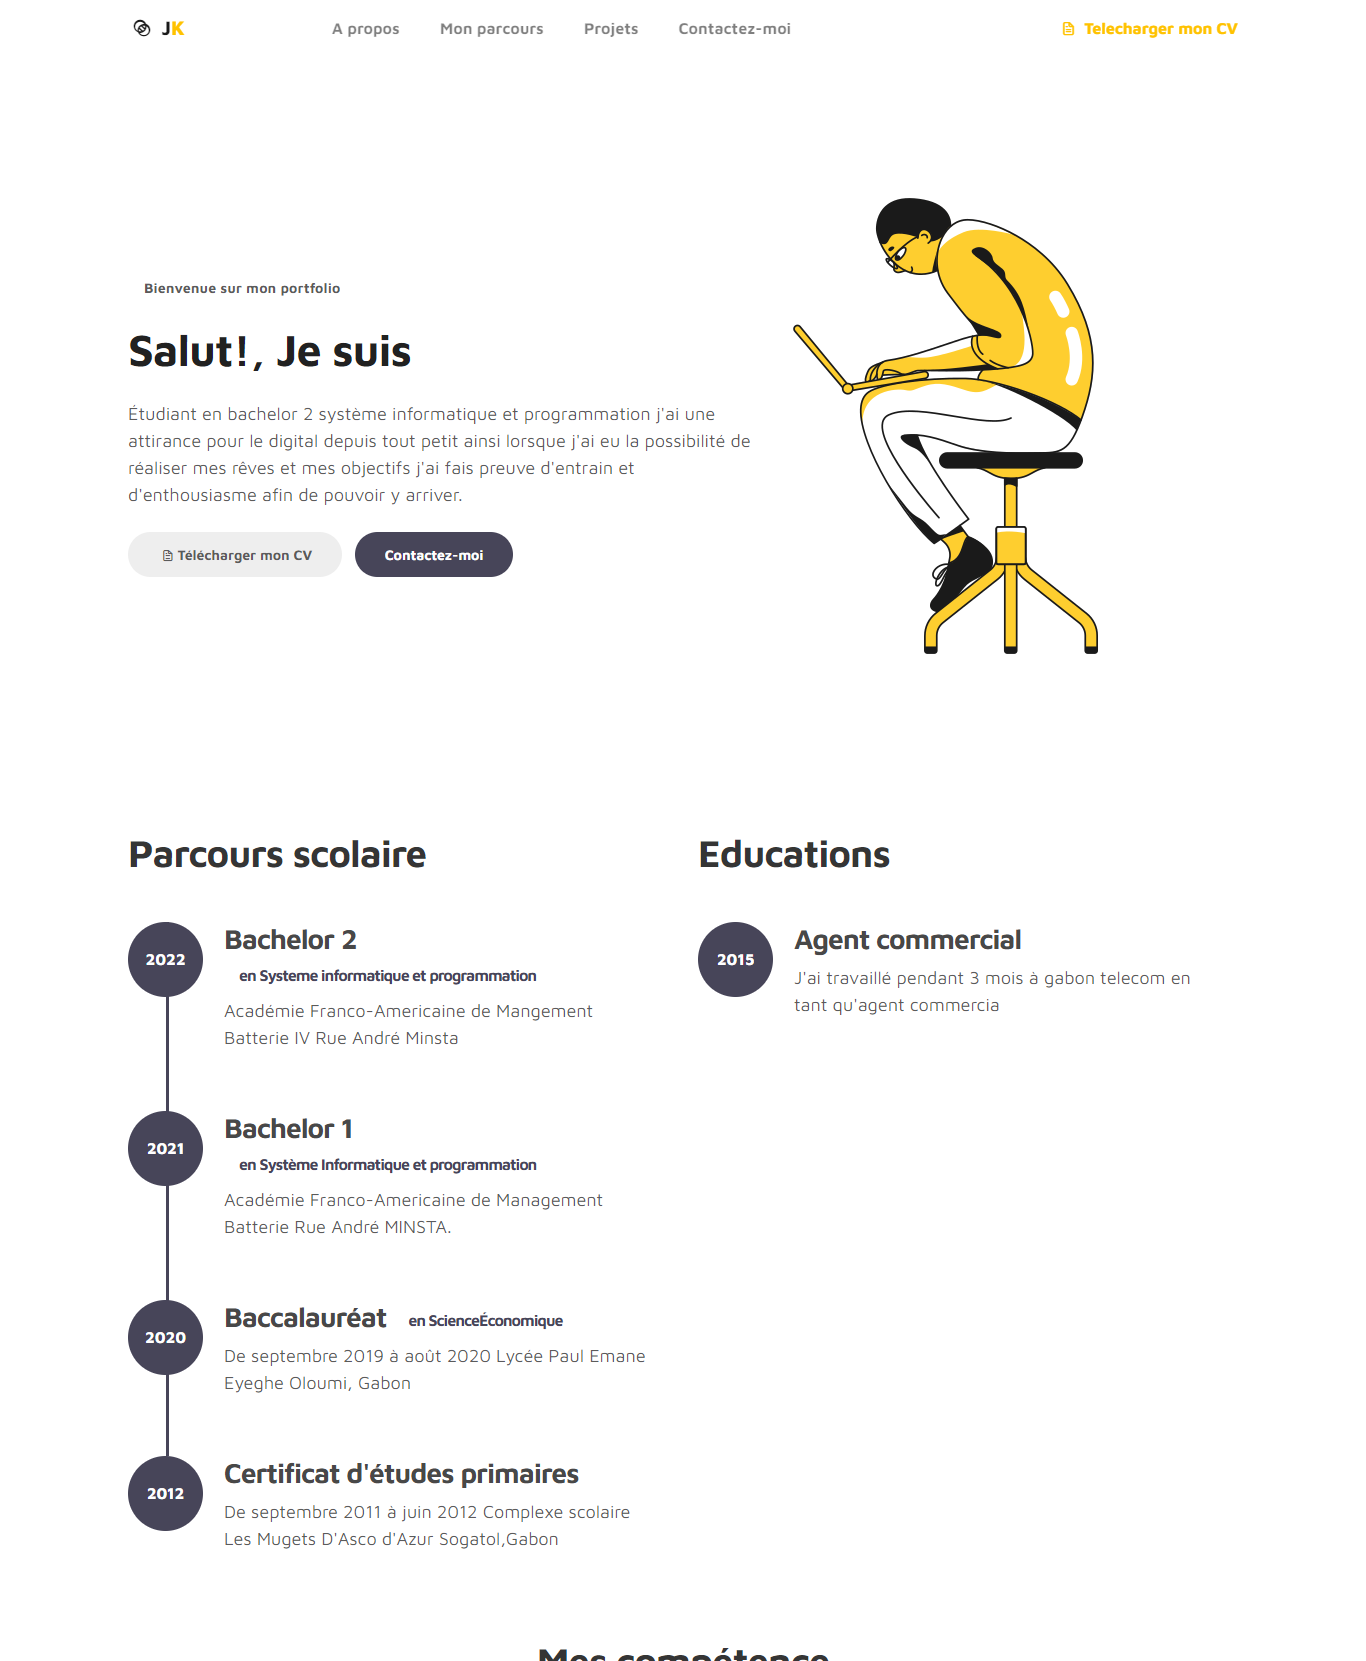 JK
A propos
Mon parcours
Projets
Contactez-moi
Telecharger mon CV
Bienvenue sur mon portfolio
Salut!, Je suis
Étudiant en bachelor 2 système informatique et programmation j'ai une
attirance pour le digital depuis tout petit ainsi lorsque j'ai eu la possibilité de
réaliser mes rêves et mes objectifs j'ai fais preuve d'entrain et
d'enthousiasme afin de pouvoir y arriver.
Télécharger mon CV
Contactez-moi
Parcours scolaire
2022
Bachelor 2
en Systeme informatique et programmation
Académie Franco-Americaine de Mangement
Batterie IV Rue André Minsta
2021
Bachelor 1
en Système Informatique et programmation
Académie Franco-Americaine de Management
Batterie Rue André MINSTA.
2020
Baccalauréat en ScienceÉconomique
De septembre 2019 à août 2020 Lycée Paul Emane
Eyeghe Oloumi, Gabon
2012
Certificat d'études primaires
De septembre 2011 à juin 2012 Complexe scolaire
Les Mugets D'Asco d'Azur Sogatol,Gabon
Educations
2015
Agent commercial
J'ai travaillé pendant 3 mois à gabon telecom en
tant qu'agent commercia
Mes compétence